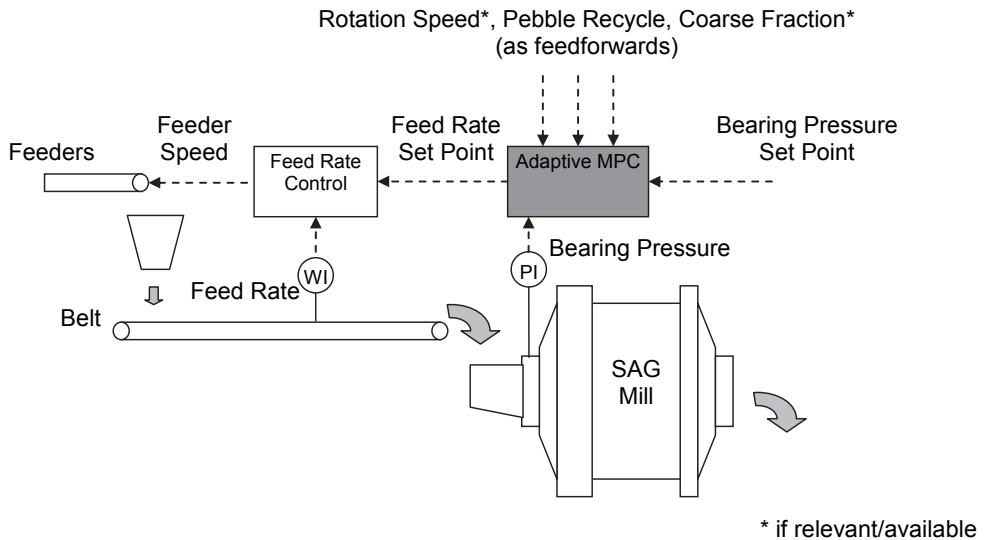 Rotation Speed*, Pebble Recycle, Coarse Fraction*
(as feedforwards)
Feeders
Feeder
Speed
Feed Rate
Control
Feed Rate
Set Point
Adaptive MPC
Bearing Pressure
Set Point
WI
Feed Rate
PI
Bearing Pressure
Belt
SAG
Mill
* if relevant/available